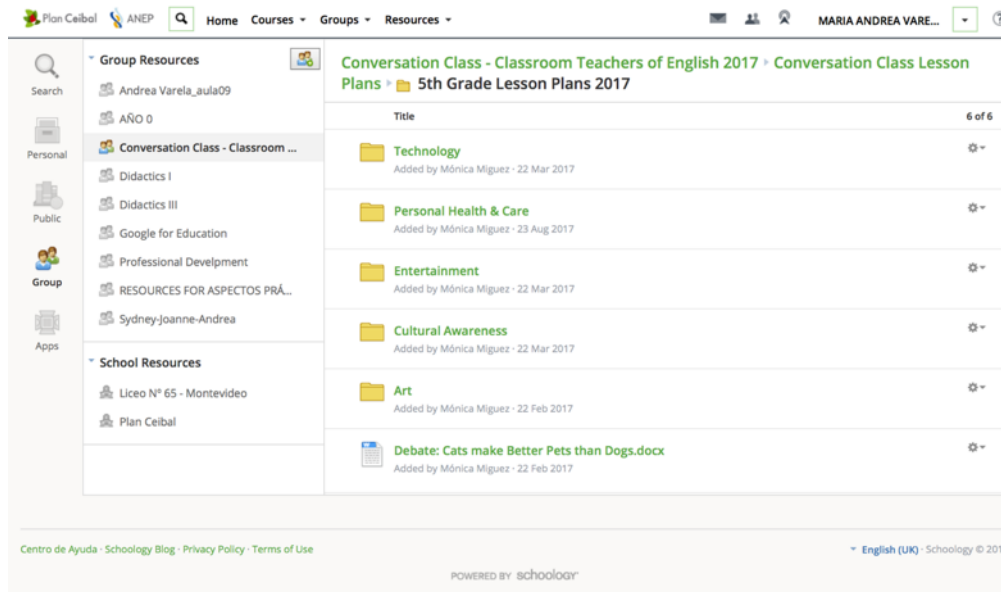 Plan Ceibal ANEP Home Courses Groups Resources MARIA ANDREA VARE...
Search
Personal
Public
Group
Apps
Group Resources
Andrea Varela_aula09
AÑO 0
Conversation Class - Classroom ...
Didactics I
Didactics III
Google for Education
Professional Develpment
RESOURCES FOR ASPECTOS PRÁ...
Sydney-Joanne-Andrea
School Resources
Liceo Nº 65 - Montevideo
Plan Ceibal
Conversation Class - Classroom Teachers of English 2017 Conversation Class Lesson
Plans 5th Grade Lesson Plans 2017
Title 6 of 6
Technology
Added by Mónica Miguez · 22 Mar 2017
Personal Health & Care
Added by Mónica Miguez · 23 Aug 2017
Entertainment
Added by Mónica Miguez · 22 Mar 2017
Cultural Awareness
Added by Mónica Miguez · 22 Mar 2017
Art
Added by Mónica Miguez · 22 Feb 2017
Debate: Cats make Better Pets than Dogs.docx
Added by Mónica Miguez · 22 Feb 2017
Centro de Ayuda · Schoology Blog · Privacy Policy · Terms of Use English (UK) · Schoology ©
POWERED BY schoology